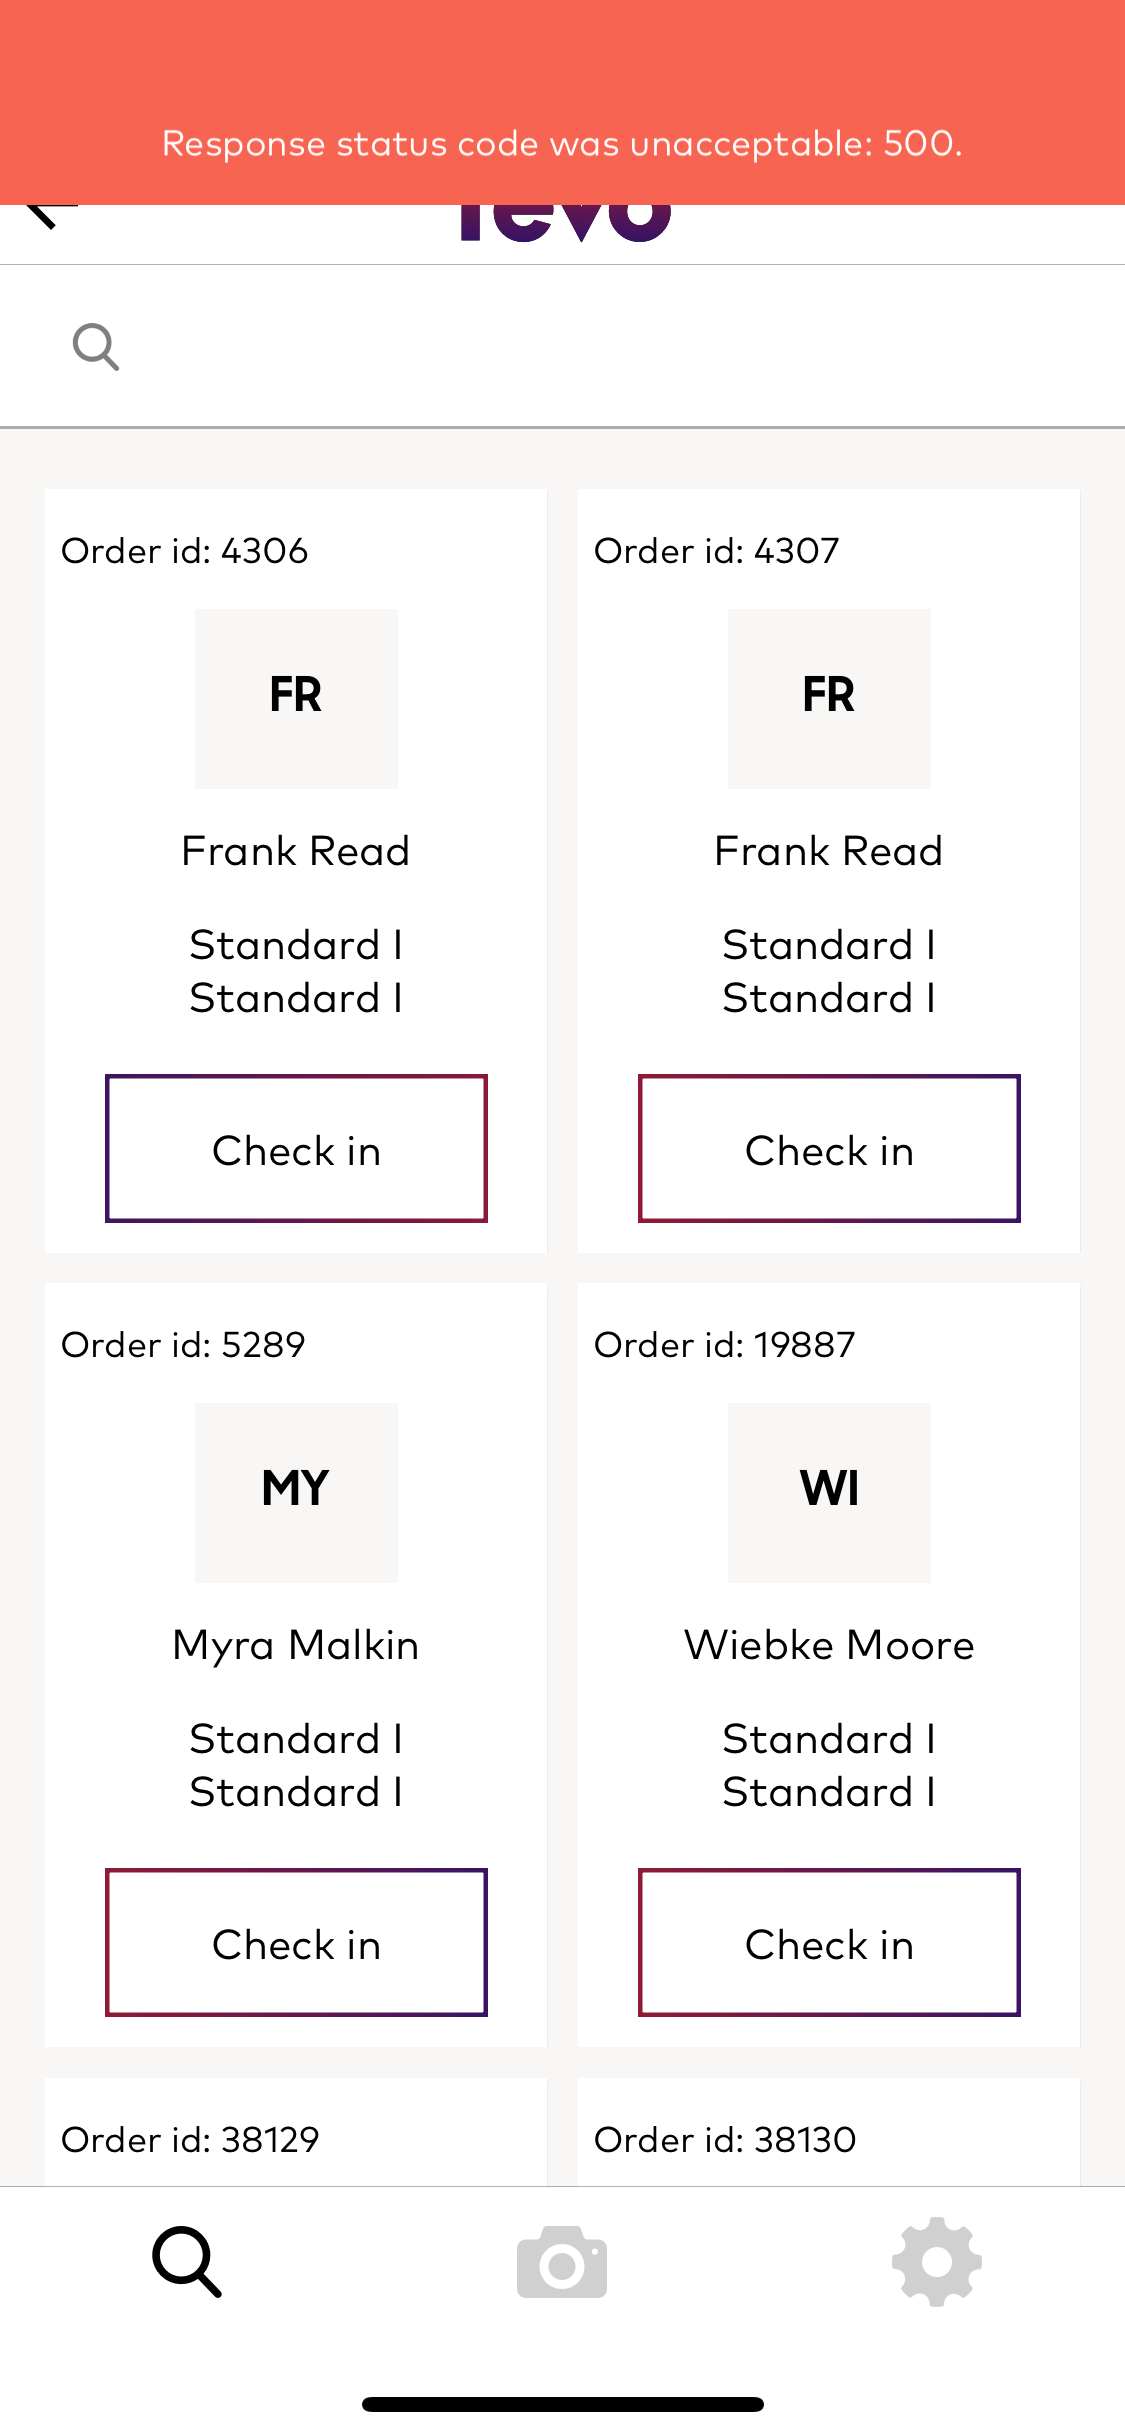 Response status code was unacceptable: 500.
Order id: 4306
FR
Frank Read
Standard I
Standard I
Check in
Order id: 4307
FR
Frank Read
Standard I
Standard I
Check in
Order id: 5289
MY
Myra Malkin
Standard I
Standard I
Check in
Order id: 19887
WI
Wiebke Moore
Standard I
Standard I
Check in
Order id: 38129
Order id: 38130